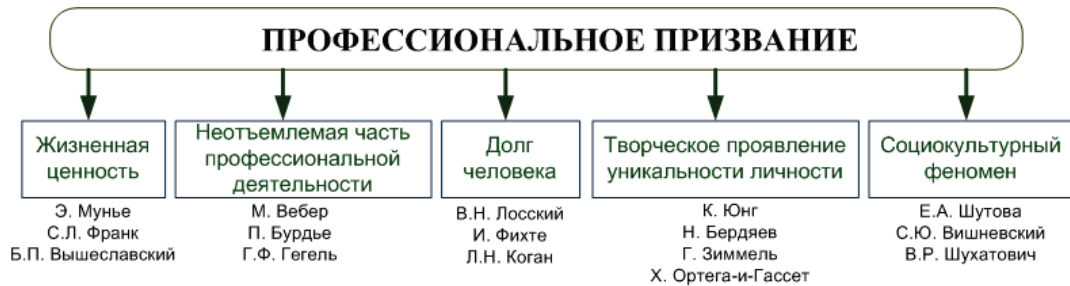 ПРОФЕССИОНАЛЬНОЕ ПРИЗВАНИЕ
Жизненная
ценность
Э. Мунье
С.Л. Франк
Б.П. Вышеславский
Неотъемлемая часть
профессиональной
деятельности
М. Вебер
П. Бурдье
Г.Ф. Гегель
Долг
человека
В.Н. Лосский
И. Фихте
Л.Н. Коган
Творческое проявление
уникальности личности
К. Юнг
Н. Бердяев
Г. Зиммель
Х. Ортега-и-Гассет
Социокультурный
феномен
Е.А. Шутова
С.Ю. Вишневский
В.Р. Шухатович